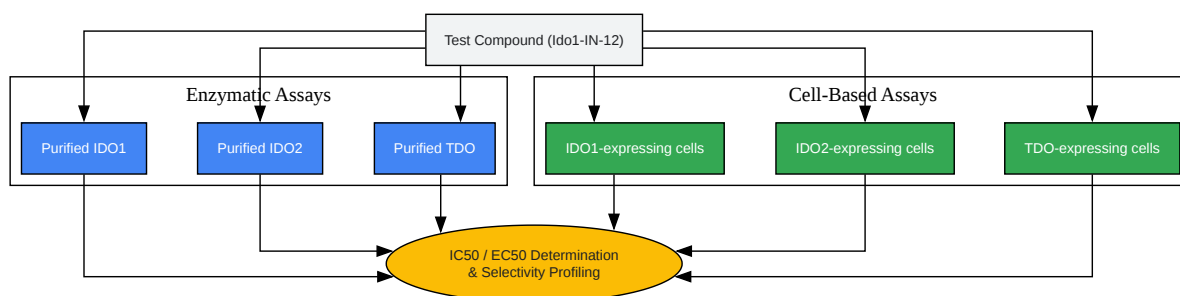 Test Compound (Ido1-IN-12)
Enzymatic Assays
Cell-Based Assays
Purified IDO1
Purified IDO2
Purified TDO
IDO1-expressing cells
IDO2-expressing cells
TDO-expressing cells
IC50 / EC50 Determination
& Selectivity Profiling